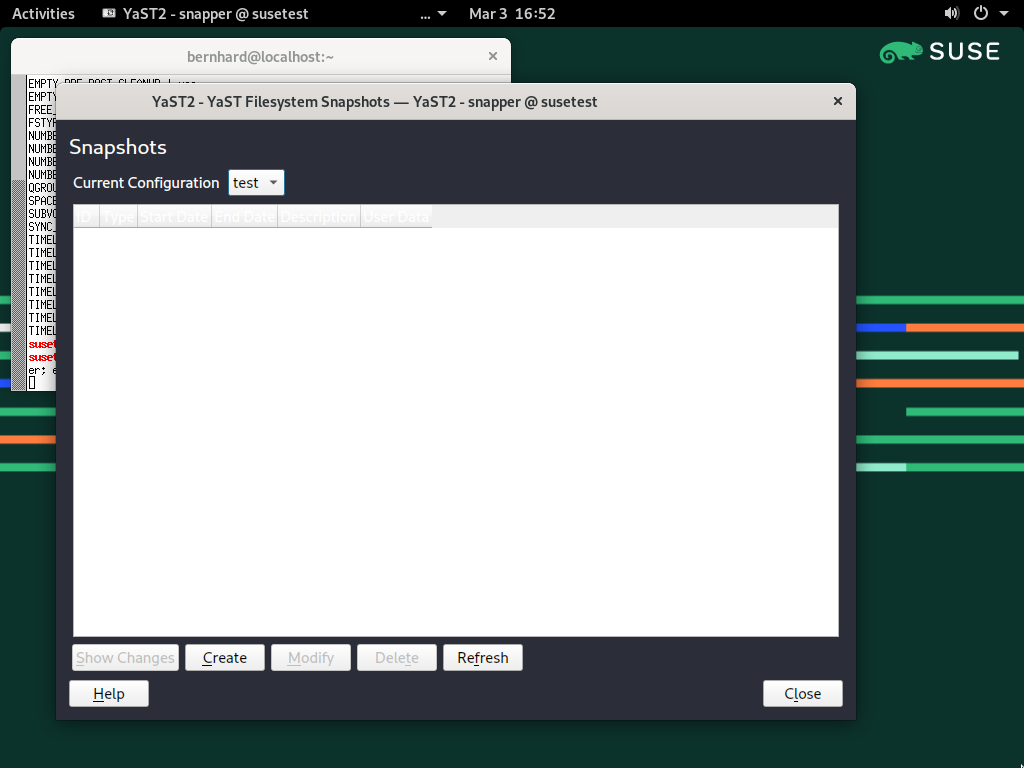 Activities YaST2 - snapper @ susetest ... Mar 3 16:52
SUSE
bernhard@localhost:~
YaST2 - YaST Filesystem Snapshots — YaST2 - snapper @ susetest
EMPTY
FREE_
FSTYP
NUMBE
NUMBE
NUMBE
NUMBE
QGROU
SPACE
SUBVO
SYNC_
TIMEL
TIMEL
TIMEL
TIMEL
TIMEL
TIMEL
TIMEL
TIMEL
suset
suset
er; e
Snapshots
Current Configuration test
ID Type Start Date End Date Description User Data
Show Changes Create Modify Delete Refresh
Help Close